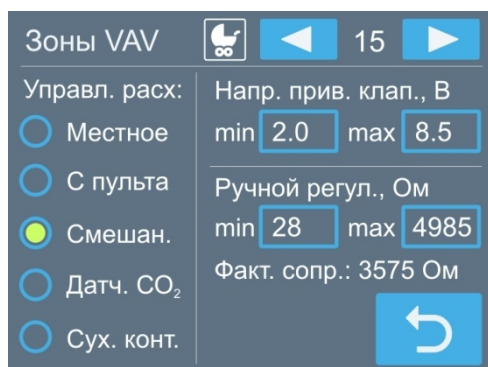 Зоны VAV 15
Управл. расх:
Местное
С пульта
Смешан.
Датч. CO₂
Сух. конт.
Напр. прив. клап., В
min 2.0 max 8.5
Ручной регул., Ом
min 28 max 4985
Факт. сопр.: 3575 Ом